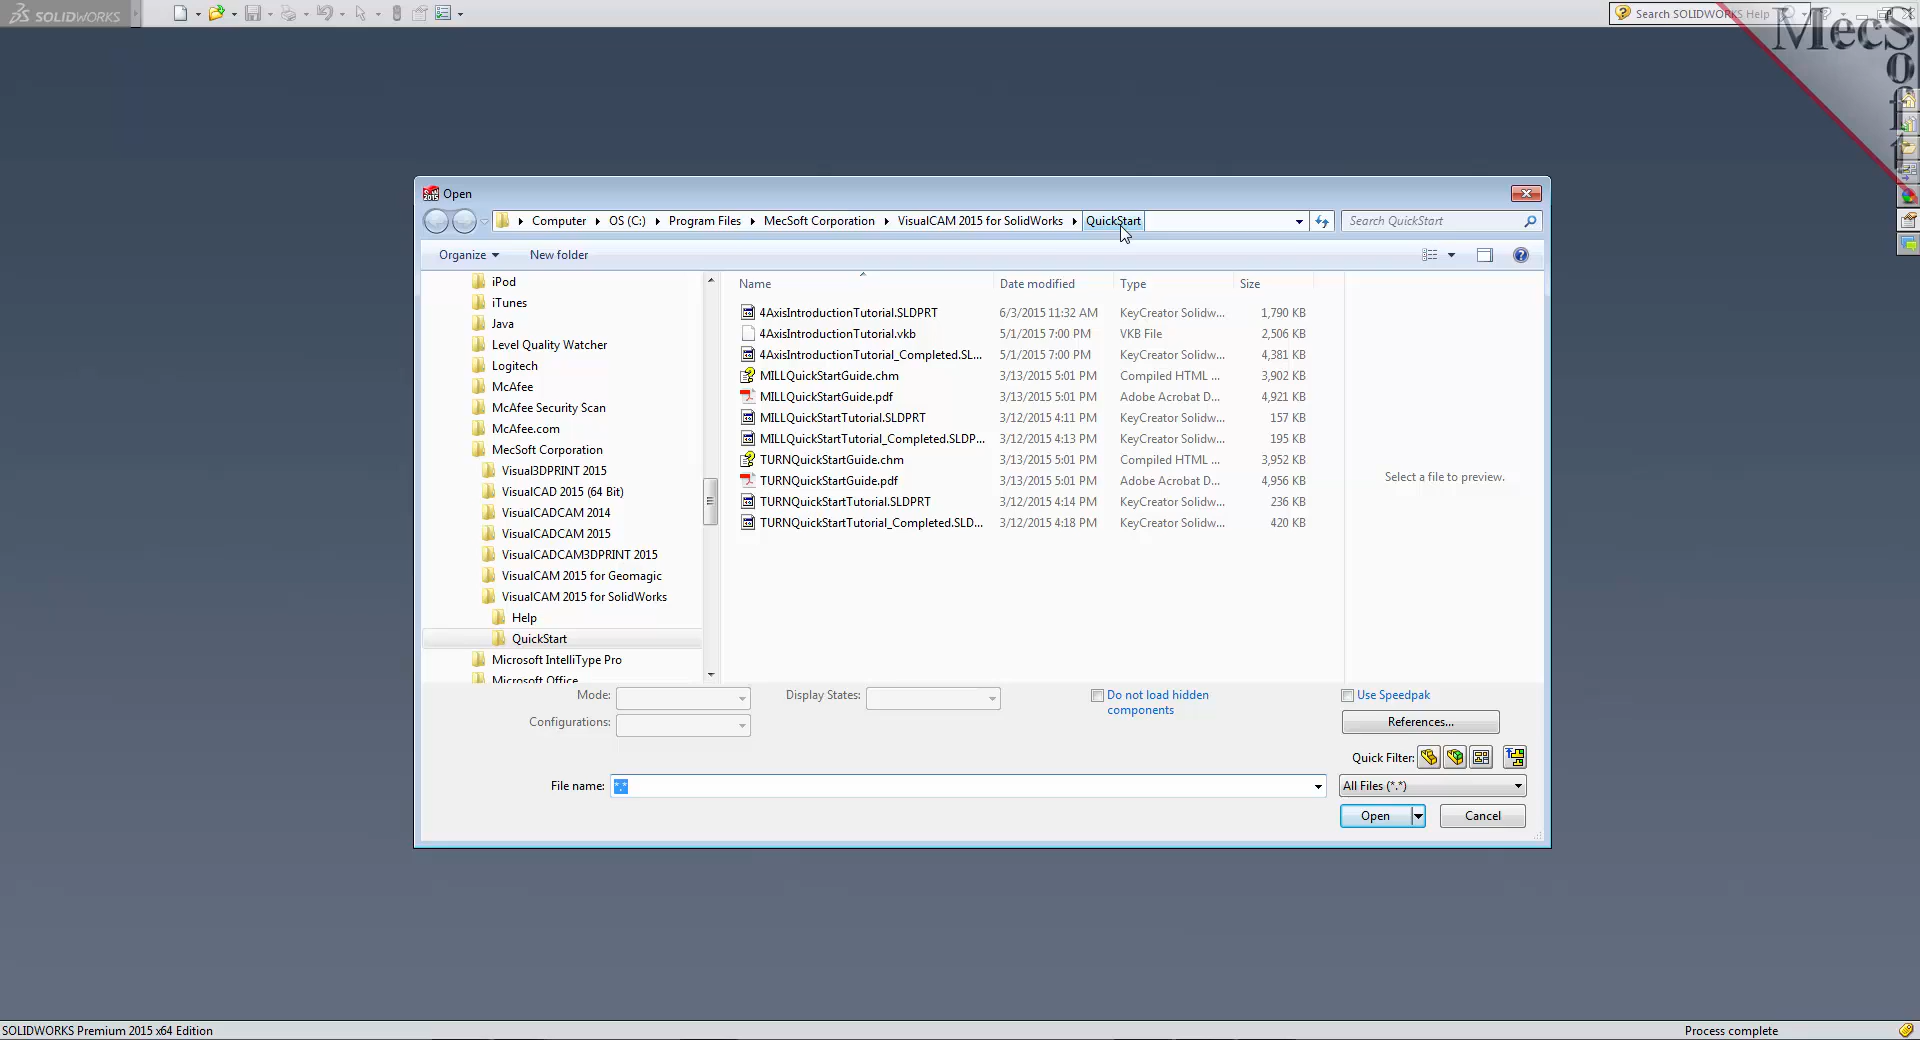 SOLIDWORKS
Search SOLIDWORKS Help
MecSoft
Open
Computer OS (C:) Program Files MecSoft Corporation VisualCAM 2015 for SolidWorks QuickStart
Search QuickStart
Organize New folder
iPod
iTunes
Java
Level Quality Watcher
Logitech
McAfee
McAfee Security Scan
McAfee.com
MecSoft Corporation
Visual3DPRINT 2015
VisualCAD 2015 (64 Bit)
VisualCADCAM 2014
VisualCADCAM 2015
VisualCADCAM3DPRINT 2015
VisualCAM 2015 for Geomagic
VisualCAM 2015 for SolidWorks
Help
QuickStart
Microsoft IntelliType Pro
Microsoft Office
Name Date modified Type Size
4AxisIntroductionTutorial.SLDPRT 6/3/2015 11:32 AM KeyCreator Solidw... 1,790 KB
4AxisIntroductionTutorial.vkb 5/1/2015 7:00 PM VKB File 2,506 KB
4AxisIntroductionTutorial_Completed.SL... 5/1/2015 7:00 PM KeyCreator Solidw... 4,381 KB
MILLQuickStartGuide.chm 3/13/2015 5:01 PM Compiled HTML ... 3,902 KB
MILLQuickStartGuide.pdf 3/13/2015 5:01 PM Adobe Acrobat D... 4,921 KB
MILLQuickStartTutorial.SLDPRT 3/12/2015 4:11 PM KeyCreator Solidw... 157 KB
MILLQuickStartTutorial_Completed.SLDP... 3/12/2015 4:13 PM KeyCreator Solidw... 195 KB
TURNQuickStartGuide.chm 3/13/2015 5:01 PM Compiled HTML ... 3,952 KB
TURNQuickStartGuide.pdf 3/13/2015 5:01 PM Adobe Acrobat D... 4,956 KB
TURNQuickStartTutorial.SLDPRT 3/12/2015 4:14 PM KeyCreator Solidw... 236 KB
TURNQuickStartTutorial_Completed.SLD... 3/12/2015 4:18 PM KeyCreator Solidw... 420 KB
Select a file to preview.
Mode: Display States: Do not load hidden components
Use Speedpak
Configurations: References...
Quick Filter:
File name: *.* All Files (*.*)
Open Cancel
SOLIDWORKS Premium 2015 x64 Edition Process complete